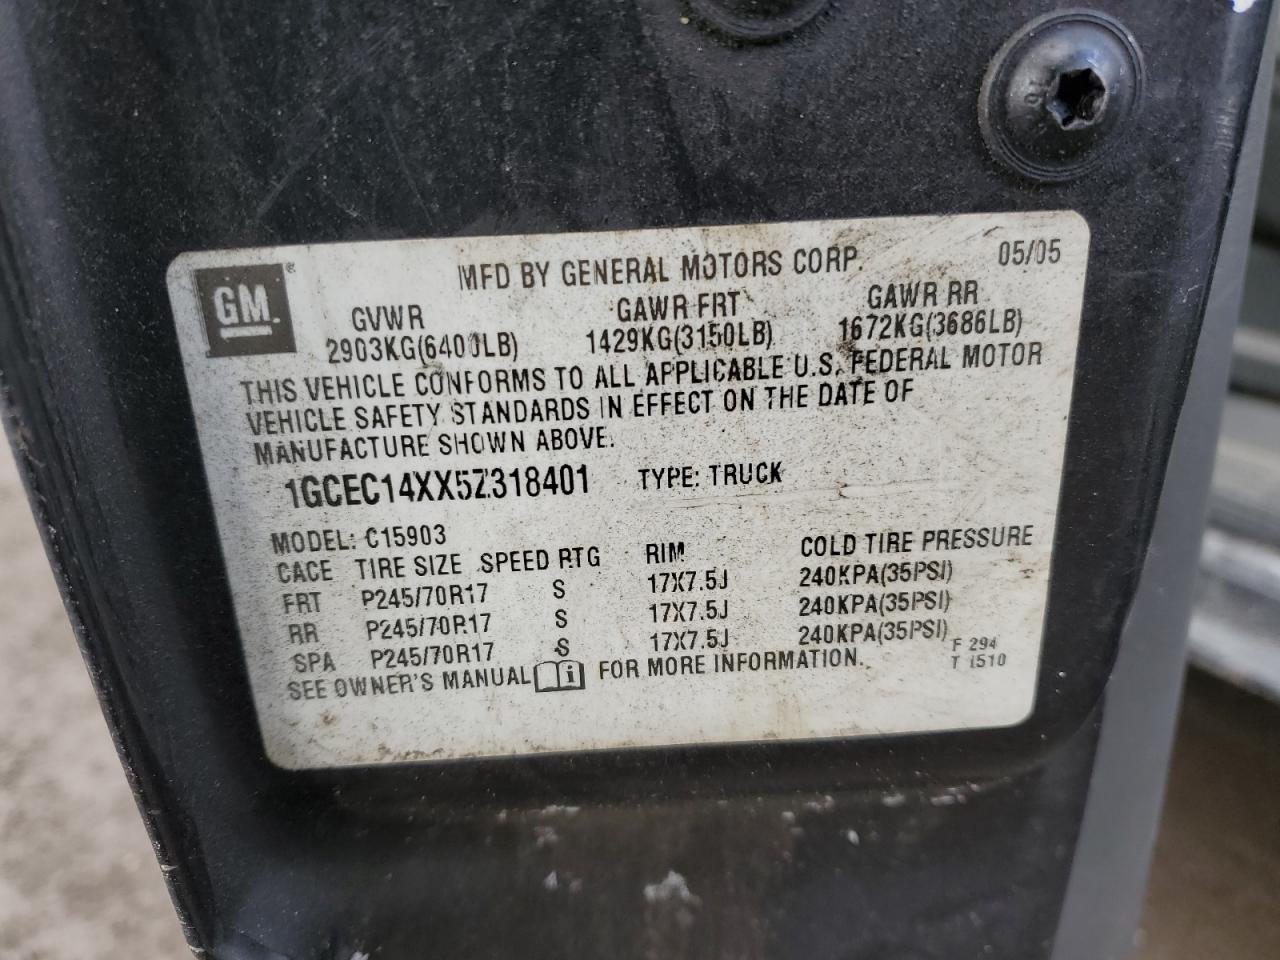 MFD BY GENERAL MOTORS CORP. 05/05
GM ®
GVWR GAWR FRT GAWR RR
2903KG(6400LB) 1429KG(3150LB) 1672KG(3686LB)
THIS VEHICLE CONFORMS TO ALL APPLICABLE U.S. FEDERAL MOTOR
VEHICLE SAFETY STANDARDS IN EFFECT ON THE DATE OF
MANUFACTURE SHOWN ABOVE.
1GCEC14XX5Z318401 TYPE: TRUCK
MODEL: C15903
CACE TIRE SIZE SPEED RTG RIM COLD TIRE PRESSURE
FRT P245/70R17 S 17X7.5J 240KPA(35PSI)
RR P245/70R17 S 17X7.5J 240KPA(35PSI)
SPA P245/70R17 S 17X7.5J 240KPA(35PSI)
SEE OWNER'S MANUAL i FOR MORE INFORMATION.
F 294
T 1510